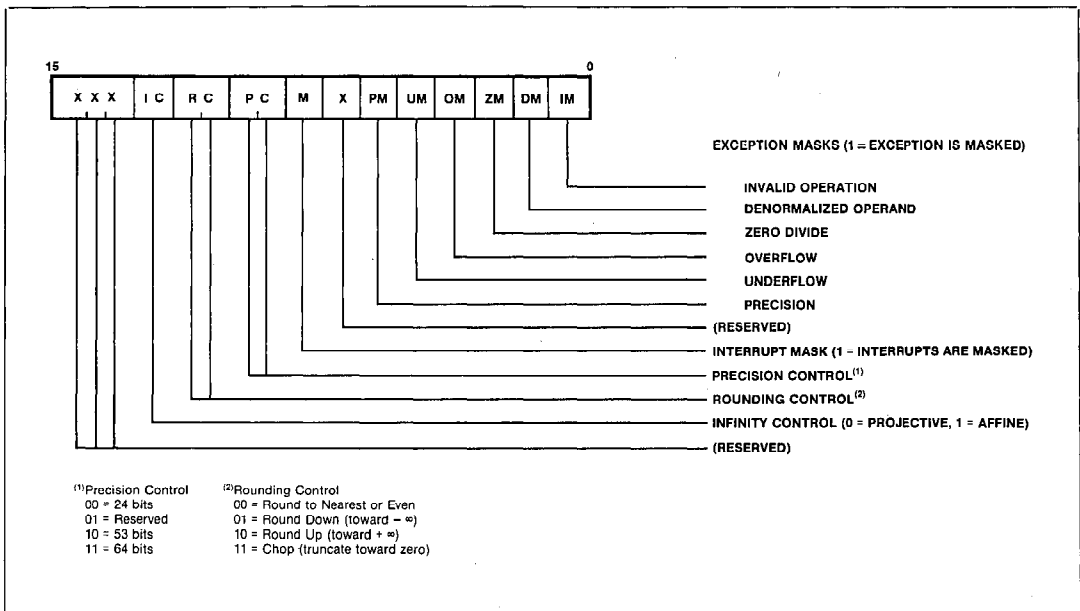 15 0
X X X I C R C P C M X PM UM OM ZM DM IM
EXCEPTION MASKS (1 = EXCEPTION IS MASKED)
INVALID OPERATION
DENORMALIZED OPERAND
ZERO DIVIDE
OVERFLOW
UNDERFLOW
PRECISION
(RESERVED)
INTERRUPT MASK (1 = INTERRUPTS ARE MASKED)
PRECISION CONTROL(1)
ROUNDING CONTROL(2)
INFINITY CONTROL (0 = PROJECTIVE, 1 = AFFINE)
(RESERVED)
(1)Precision Control
00 = 24 bits
01 = Reserved
10 = 53 bits
11 = 64 bits
(2)Rounding Control
00 = Round to Nearest or Even
01 = Round Down (toward − ∞)
10 = Round Up (toward + ∞)
11 = Chop (truncate toward zero)